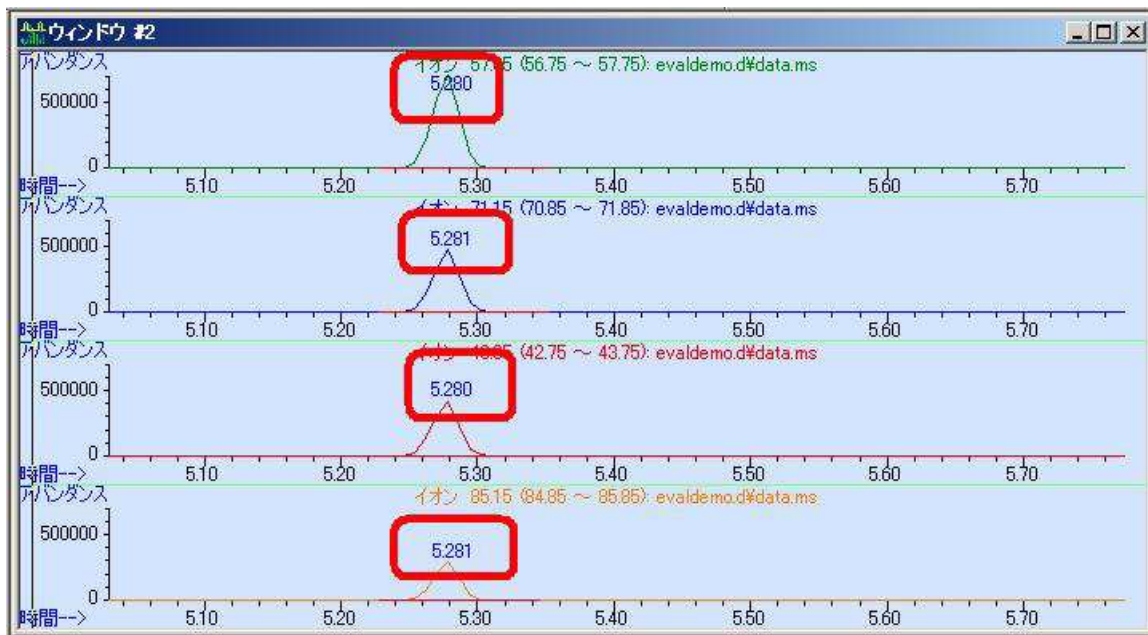 ウィンドウ #2
アバンダンス
イオン (56.75 ～ 57.75): evaldemo.d¥data.ms
5.280
500000
0
時間-->
5.10 5.20 5.30 5.40 5.50 5.60 5.70
アバンダンス
イオン 71.15 (70.85 ～ 71.85): evaldemo.d¥data.ms
5.281
500000
0
時間-->
5.10 5.20 5.30 5.40 5.50 5.60 5.70
アバンダンス
イオン (42.75 ～ 43.75): evaldemo.d¥data.ms
5.280
500000
0
時間-->
5.10 5.20 5.30 5.40 5.50 5.60 5.70
アバンダンス
イオン 85.15 (84.85 ～ 85.85): evaldemo.d¥data.ms
5.281
500000
0
時間-->
5.10 5.20 5.30 5.40 5.50 5.60 5.70